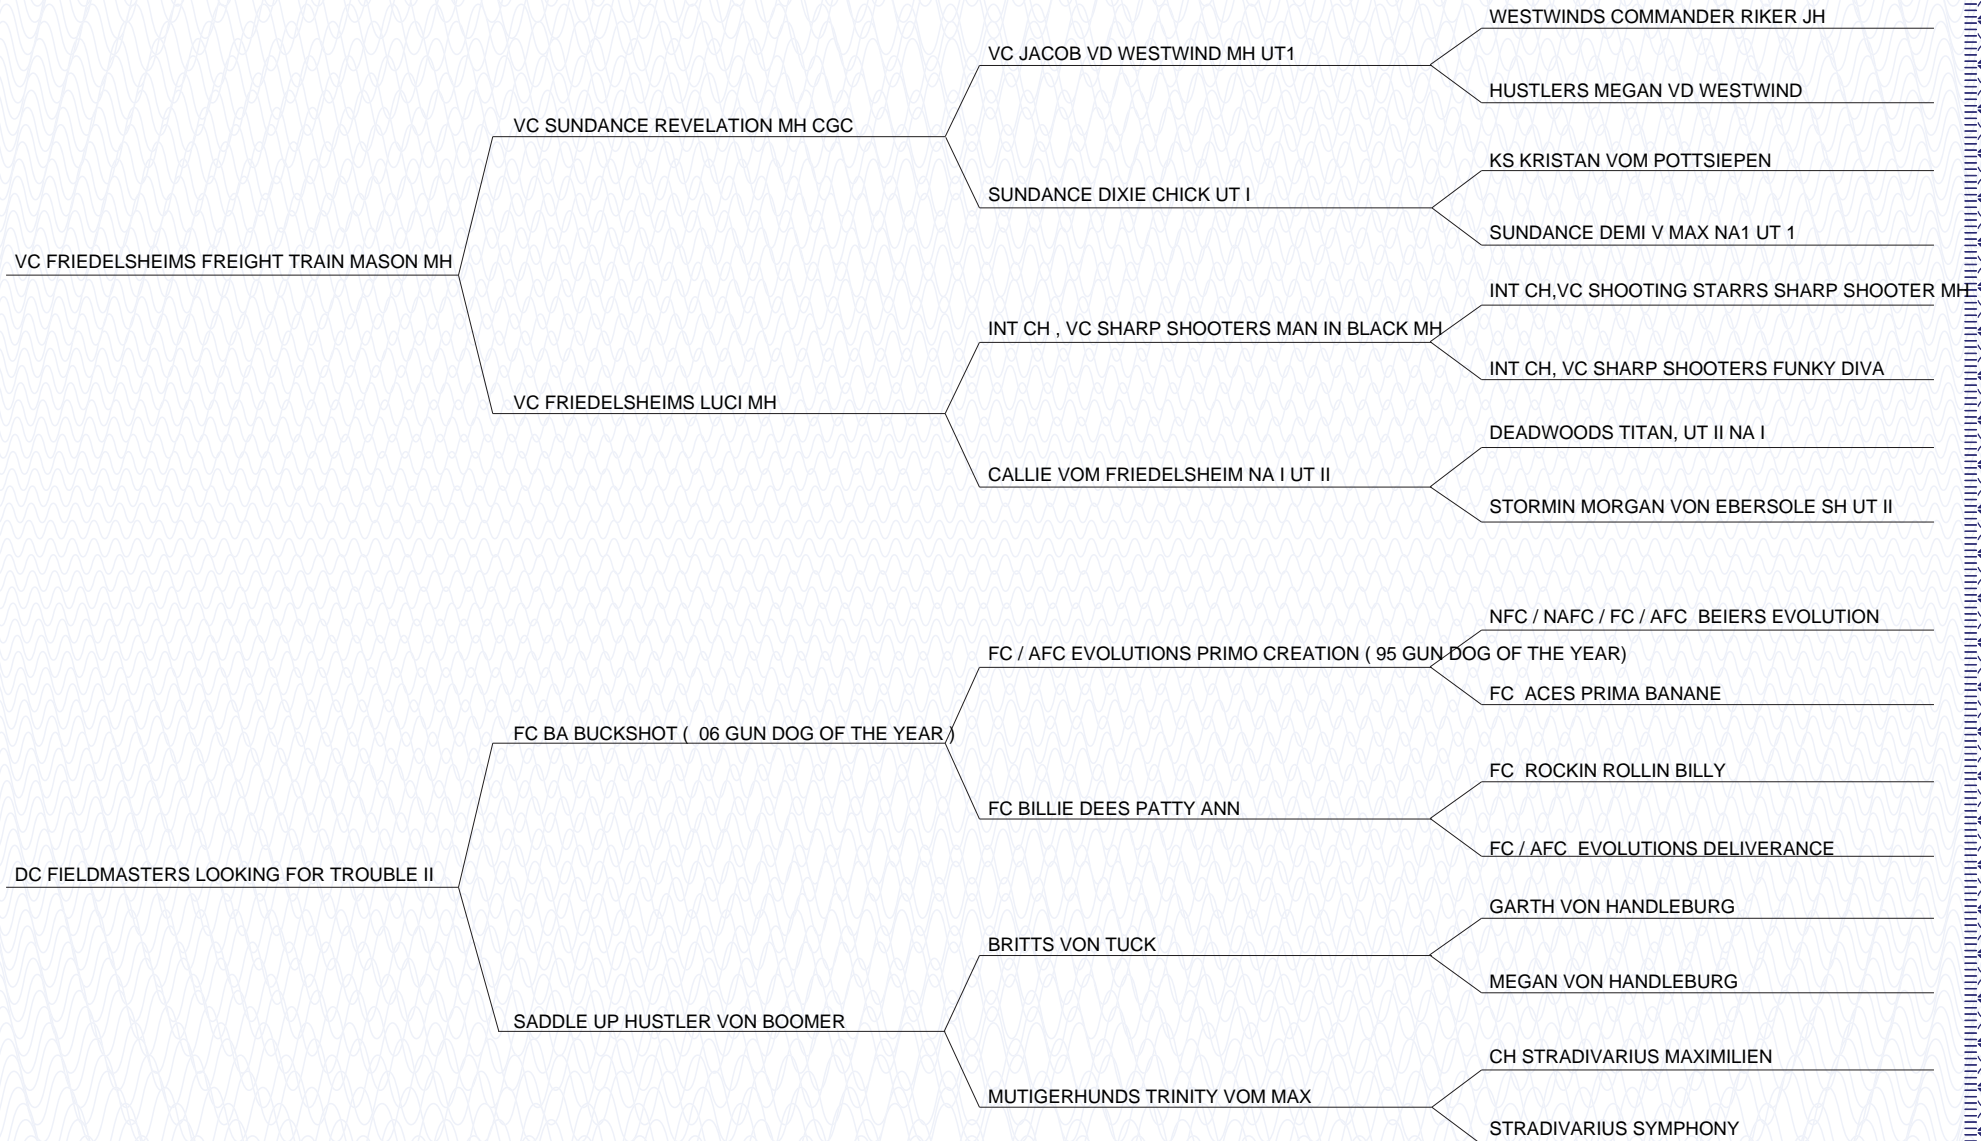 WESTWINDS COMMANDER RIKER JH
VC JACOB VD WESTWIND MH UT1
HUSTLERS MEGAN VD WESTWIND
VC SUNDANCE REVELATION MH CGC
KS KRISTAN VOM POTTSIEPEN
SUNDANCE DIXIE CHICK UT I
SUNDANCE DEMI V MAX NA1 UT 1
VC FRIEDELSHEIMS FREIGHT TRAIN MASON MH
INT CH,VC SHOOTING STARRS SHARP SHOOTER MH
INT CH , VC SHARP SHOOTERS MAN IN BLACK MH
INT CH, VC SHARP SHOOTERS FUNKY DIVA
VC FRIEDELSHEIMS LUCI MH
DEADWOODS TITAN, UT II NA I
CALLIE VOM FRIEDELSHEIM NA I UT II
STORMIN MORGAN VON EBERSOLE SH UT II
NFC / NAFC / FC / AFC  BEIERS EVOLUTION
FC / AFC EVOLUTIONS PRIMO CREATION ( 95 GUN DOG OF THE YEAR)
FC  ACES PRIMA BANANE
FC BA BUCKSHOT (  06 GUN DOG OF THE YEAR )
FC  ROCKIN ROLLIN BILLY
FC BILLIE DEES PATTY ANN
FC / AFC  EVOLUTIONS DELIVERANCE
DC FIELDMASTERS LOOKING FOR TROUBLE II
GARTH VON HANDLEBURG
BRITTS VON TUCK
MEGAN VON HANDLEBURG
SADDLE UP HUSTLER VON BOOMER
CH STRADIVARIUS MAXIMILIEN
MUTIGERHUNDS TRINITY VOM MAX
STRADIVARIUS SYMPHONY